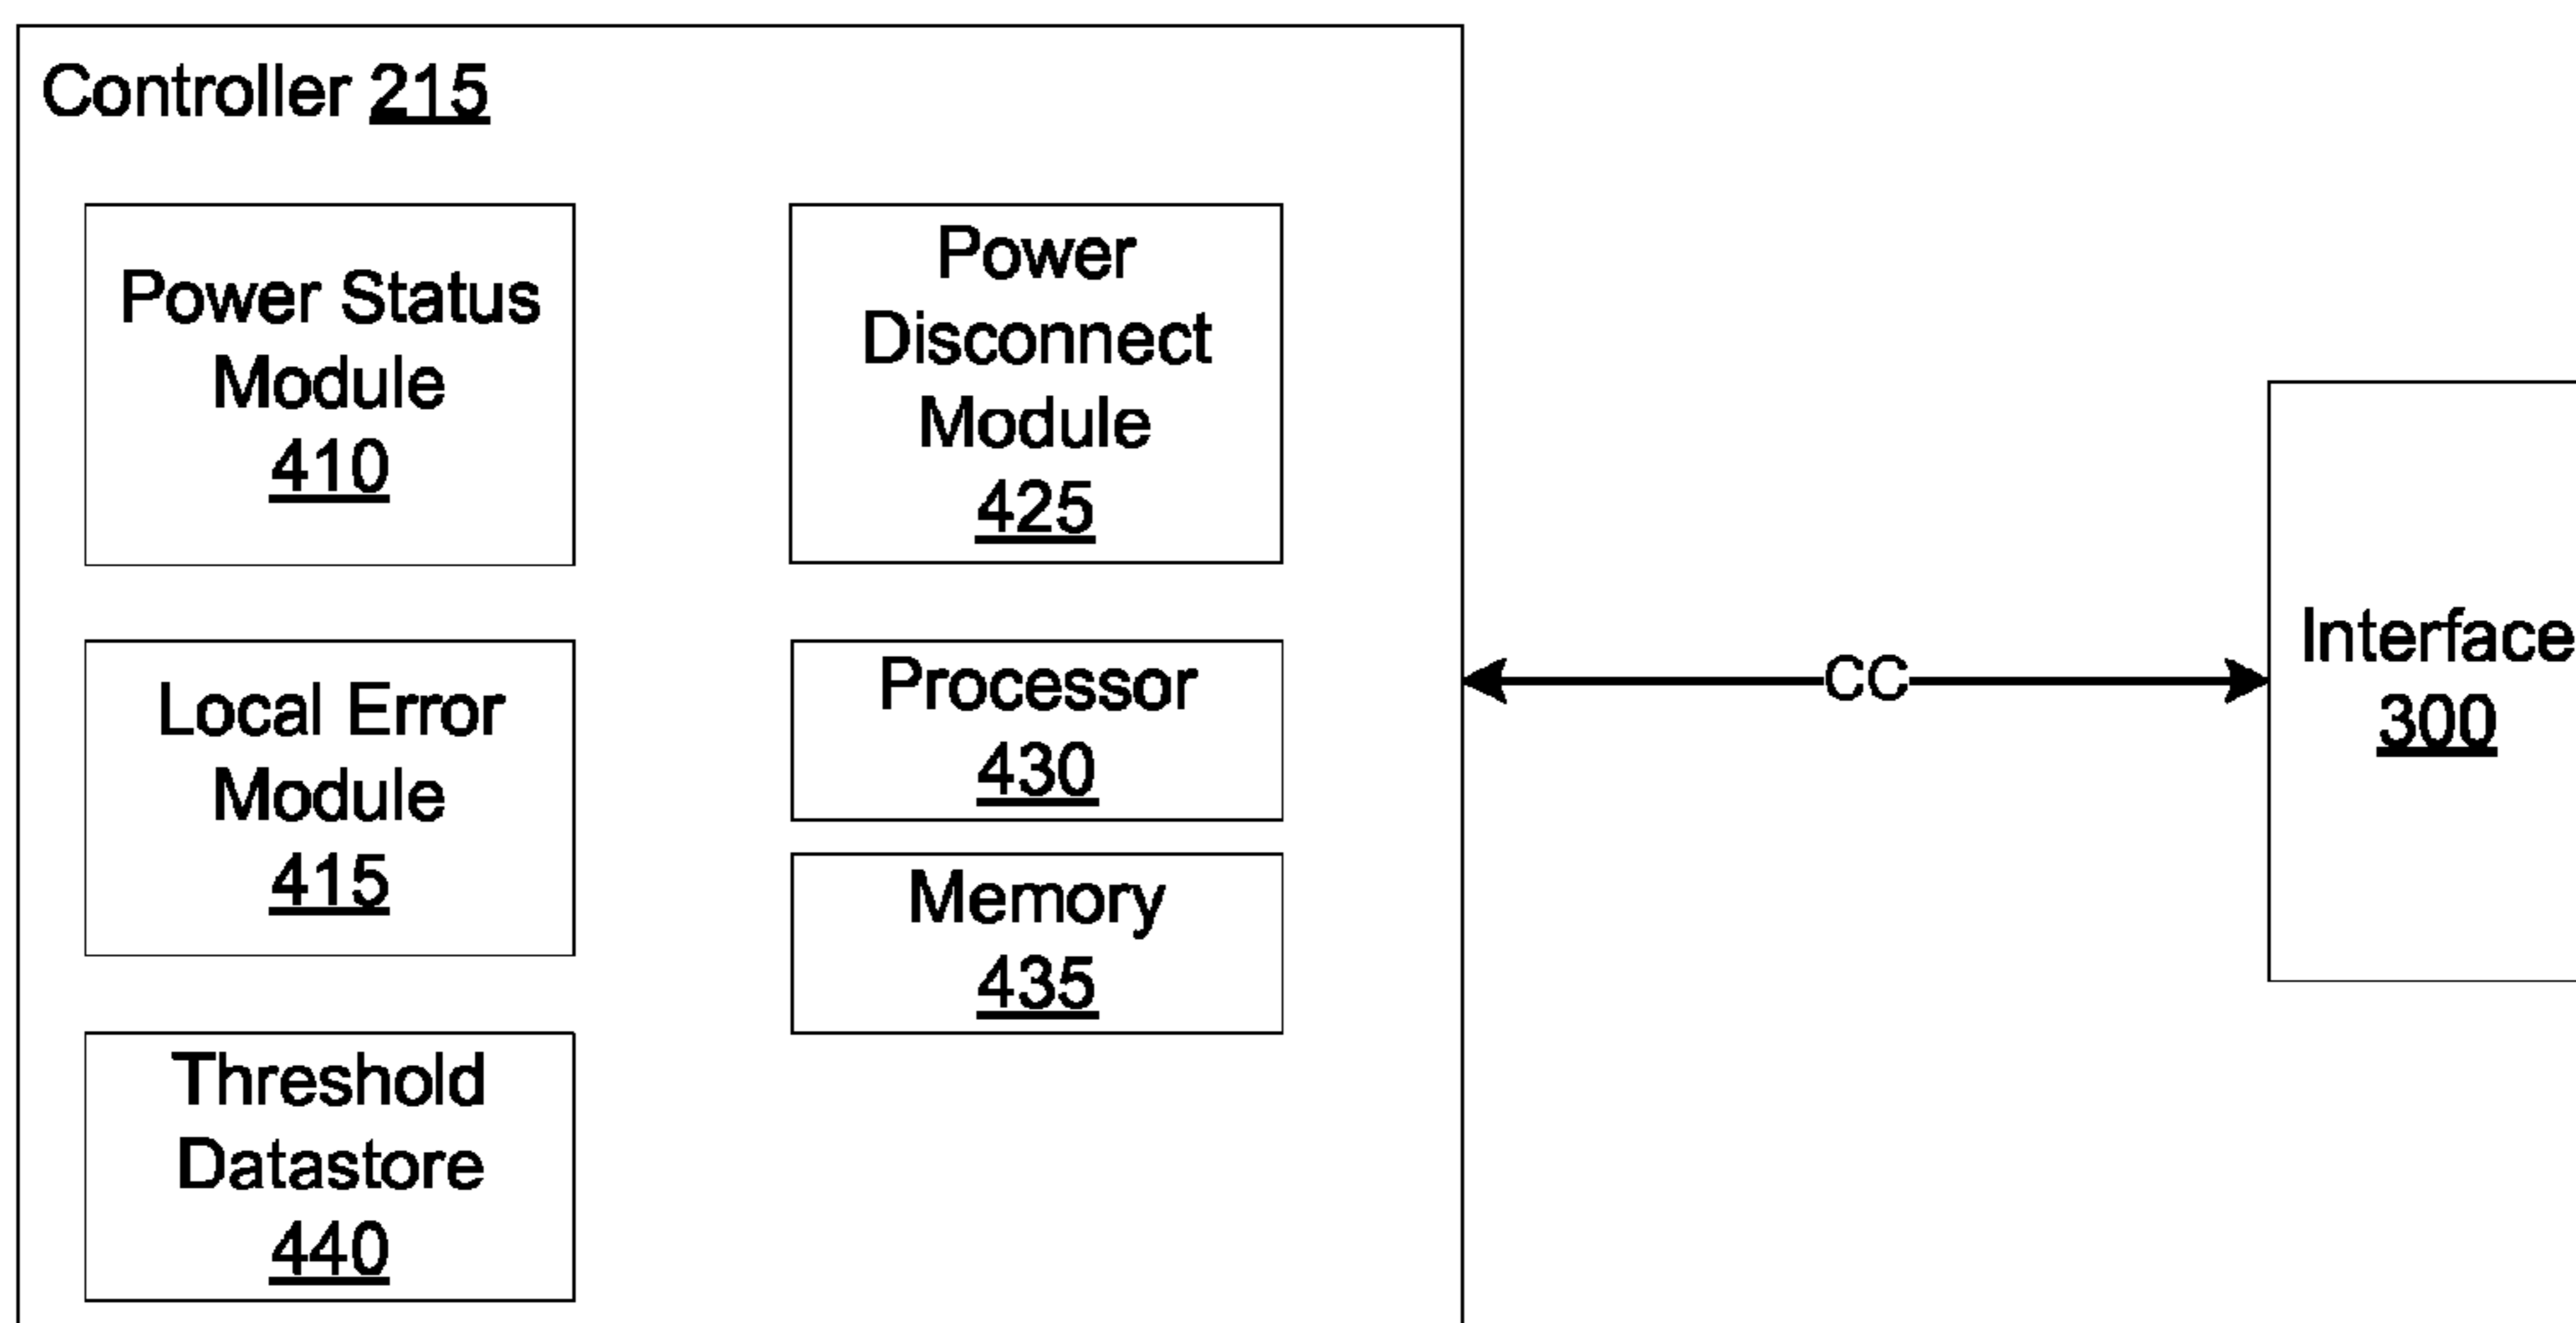 Controller 215
Power Status
Module
410
Power
Disconnect
Module
425
Local Error
Module
415
Processor
430
Memory
435
Threshold
Datastore
440
CC
Interface
300